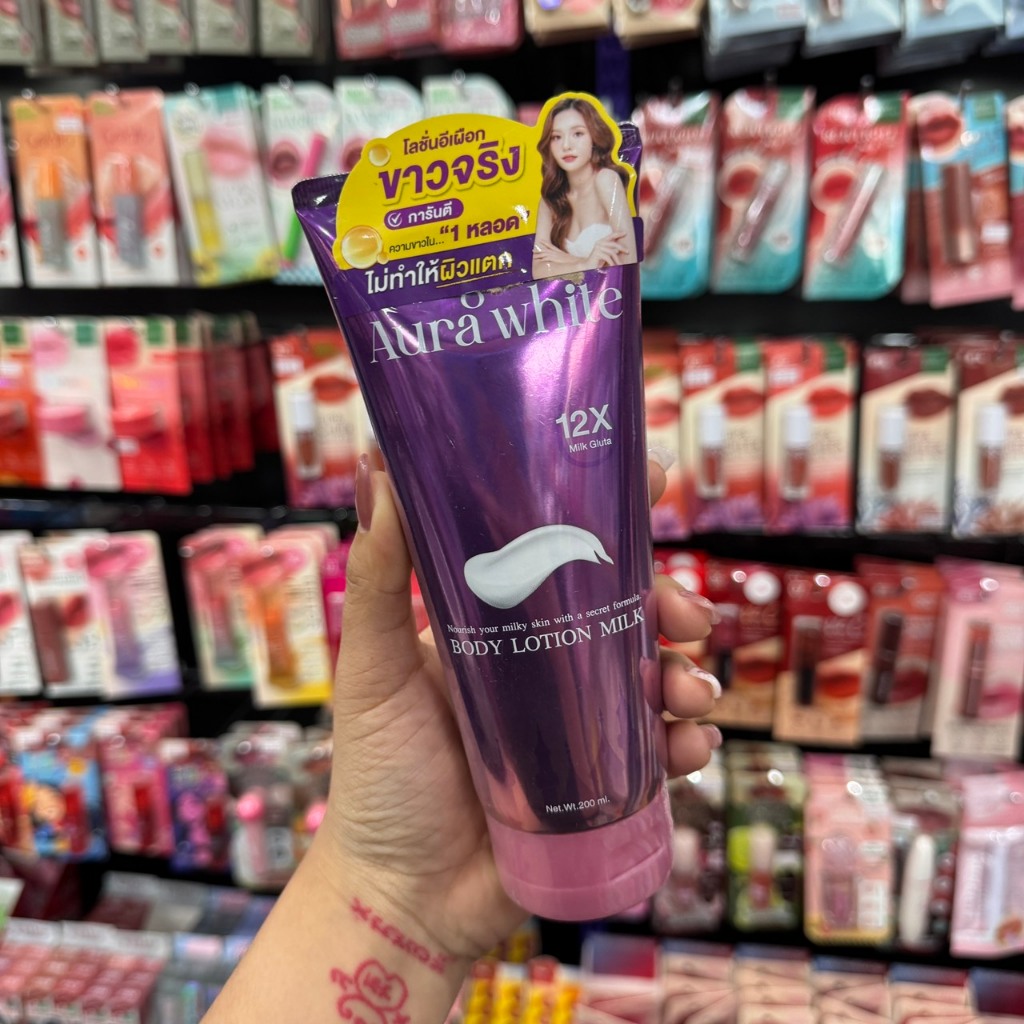 โลชั่นอีเผือก
ขาวจริง
การันตี
ความขาวใน... "1 หลอด"
ไม่ทำให้ผิวแตก
Aura white
12X
Milk Gluta
Nourish your milky skin with a secret formula.
BODY LOTION MILK
Net.Wt.200 ml.